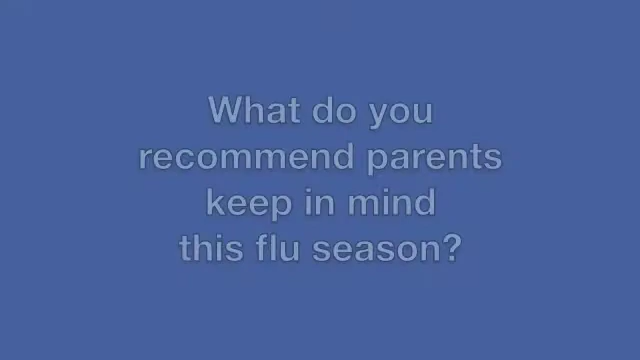 What do you
recommend parents
keep in mind
this flu season?